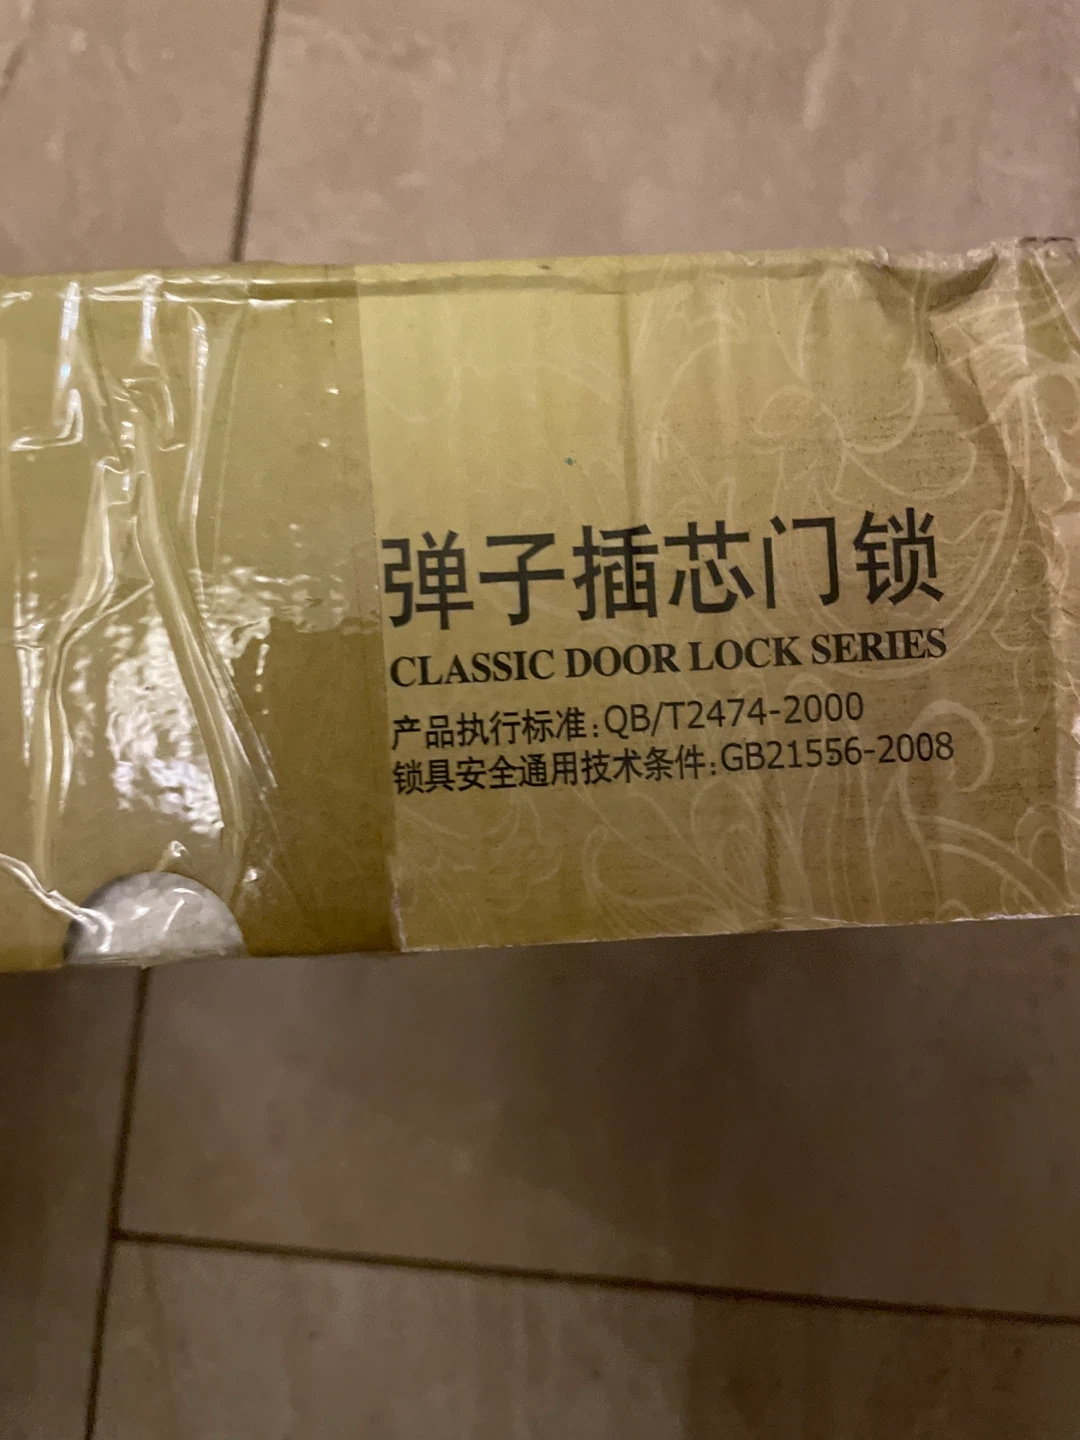 弹子插芯门锁
CLASSIC DOOR LOCK SERIES
产品执行标准:QB/T2474-2000
锁具安全通用技术条件:GB21556-2008